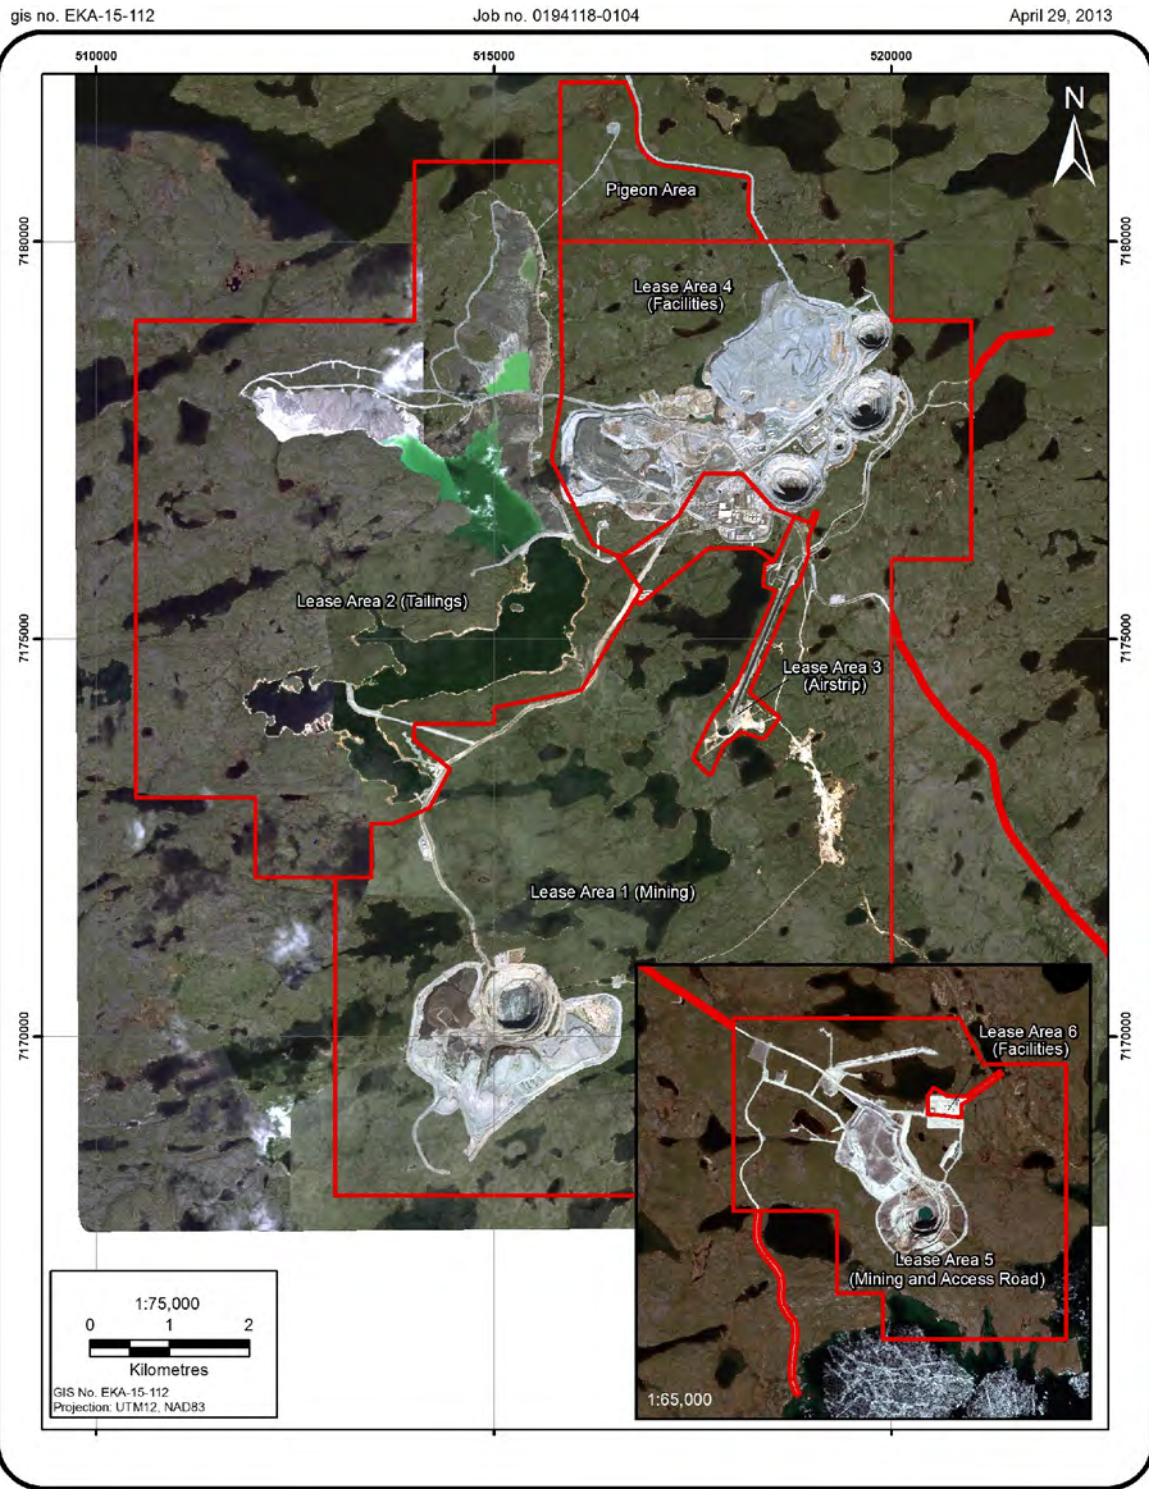 gis no. EKA-15-112
Job no. 0194118-0104
April 29, 2013
510000
515000
520000
N
Pigeon Area
7180000
7180000
Lease Area 4
(Facilities)
Lease Area 2 (Tailings)
7175000
7175000
Lease Area 3
(Airstrip)
Lease Area 1 (Mining)
7170000
7170000
Lease Area 6
(Facilities)
Lease Area 5
(Mining and Access Road)
1:75,000
0 1 2
Kilometres
GIS No. EKA-15-112
Projection: UTM12, NAD83
1:65,000